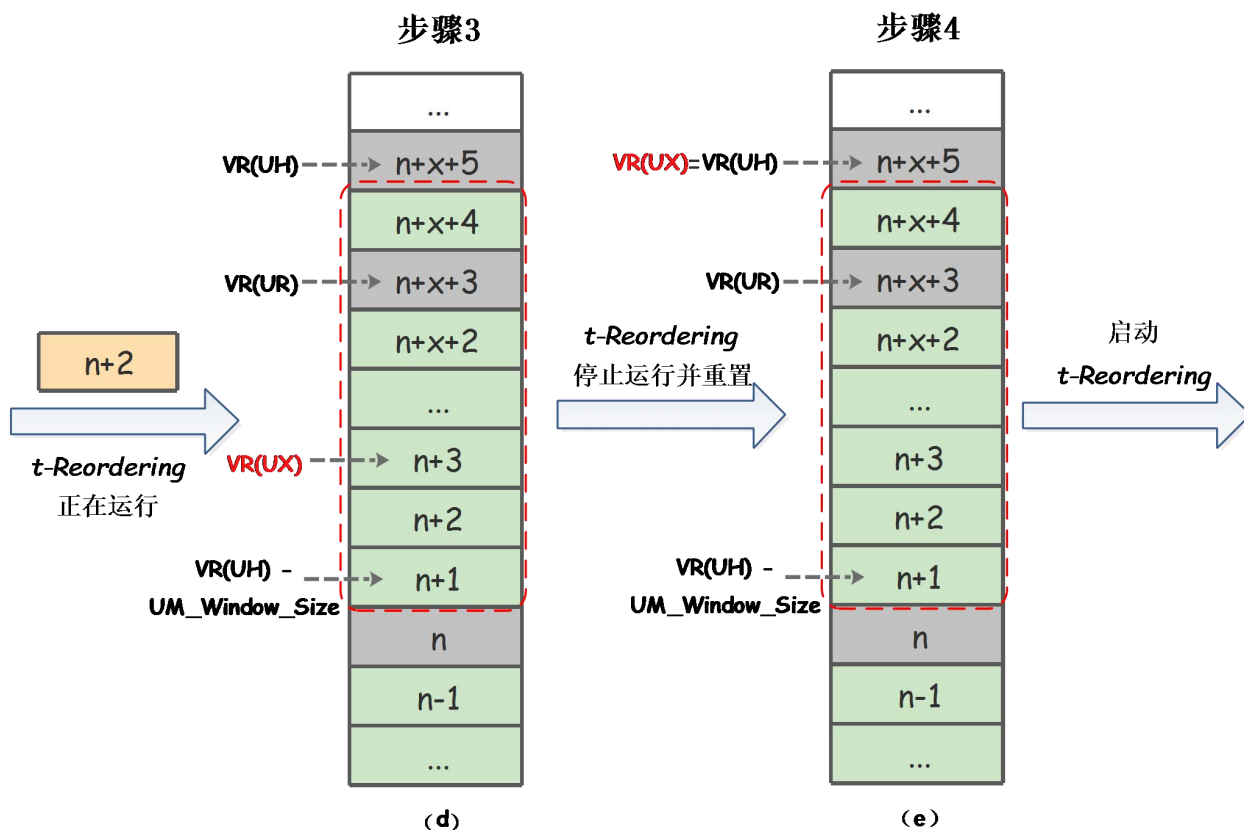 步骤3
步骤4
...
...
VR(UH)
n+x+5
VR(UX)=VR(UH)
n+x+5
n+x+4
n+x+4
VR(UR)
n+x+3
VR(UR)
n+x+3
n+2
n+x+2
t-Reordering
停止运行并重置
n+x+2
启动
t-Reordering
...
...
t-Reordering
正在运行
VR(UX)
n+3
n+3
n+2
n+2
VR(UH) -
UM_Window_Size
n+1
VR(UH) -
UM_Window_Size
n+1
n
n
n-1
n-1
...
...
(d)
(e)